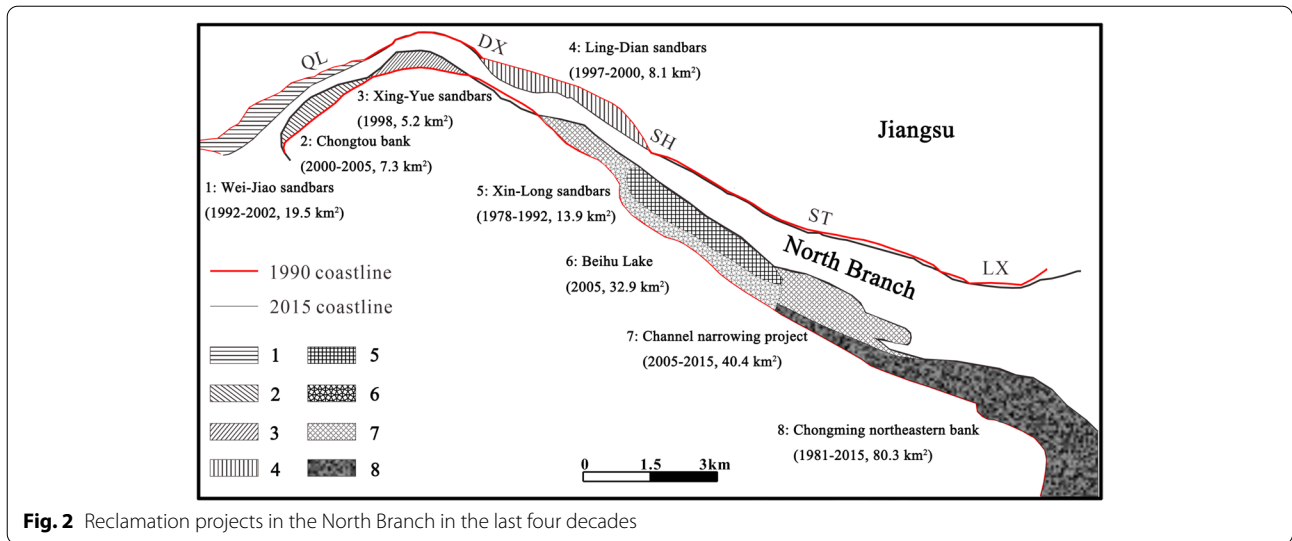 QL
DX
4: Ling-Dian sandbars
(1997-2000, 8.1 km²)
3: Xing-Yue sandbars
(1998, 5.2 km²)
SH
Jiangsu
2: Chongtou bank
(2000-2005, 7.3 km²)
1: Wei-Jiao sandbars
(1992-2002, 19.5 km²)
5: Xin-Long sandbars
(1978-1992, 13.9 km²)
ST
North Branch
LX
6: Beihu Lake
(2005, 32.9 km²)
1990 coastline
2015 coastline
7: Channel narrowing project
(2005-2015, 40.4 km²)
1 5
2 6
3 7
4 8
8: Chongming northeastern bank
(1981-2015, 80.3 km²)
0 1.5 3km
Fig. 2 Reclamation projects in the North Branch in the last four decades